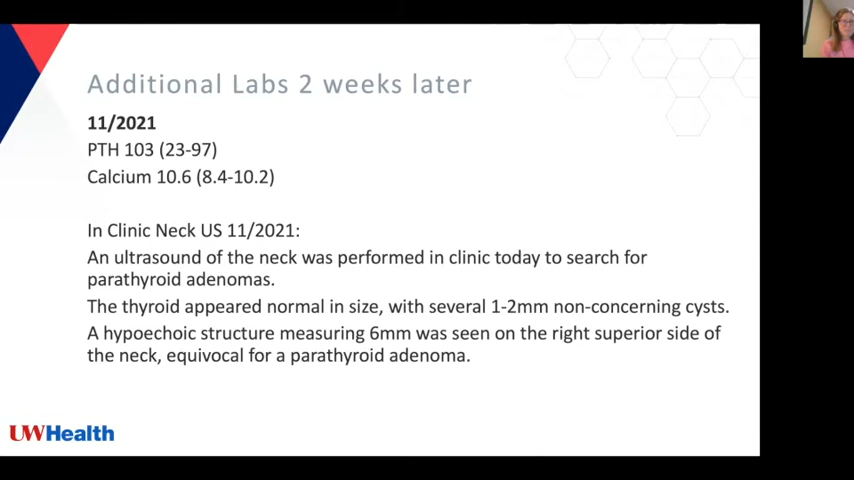 Additional Labs 2 weeks later
11/2021
PTH 103 (23-97)
Calcium 10.6 (8.4-10.2)
In Clinic Neck US 11/2021:
An ultrasound of the neck was performed in clinic today to search for
parathyroid adenomas.
The thyroid appeared normal in size, with several 1-2mm non-concerning cysts.
A hypoechoic structure measuring 6mm was seen on the right superior side of
the neck, equivocal for a parathyroid adenoma.
UWHealth